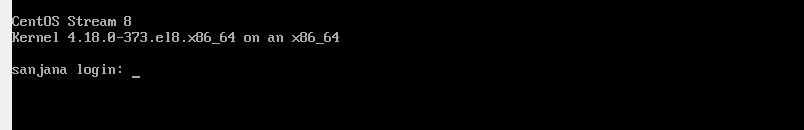 CentOS Stream 8
Kernel 4.18.0-373.el8.x86_64 on an x86_64
sanjana login: _